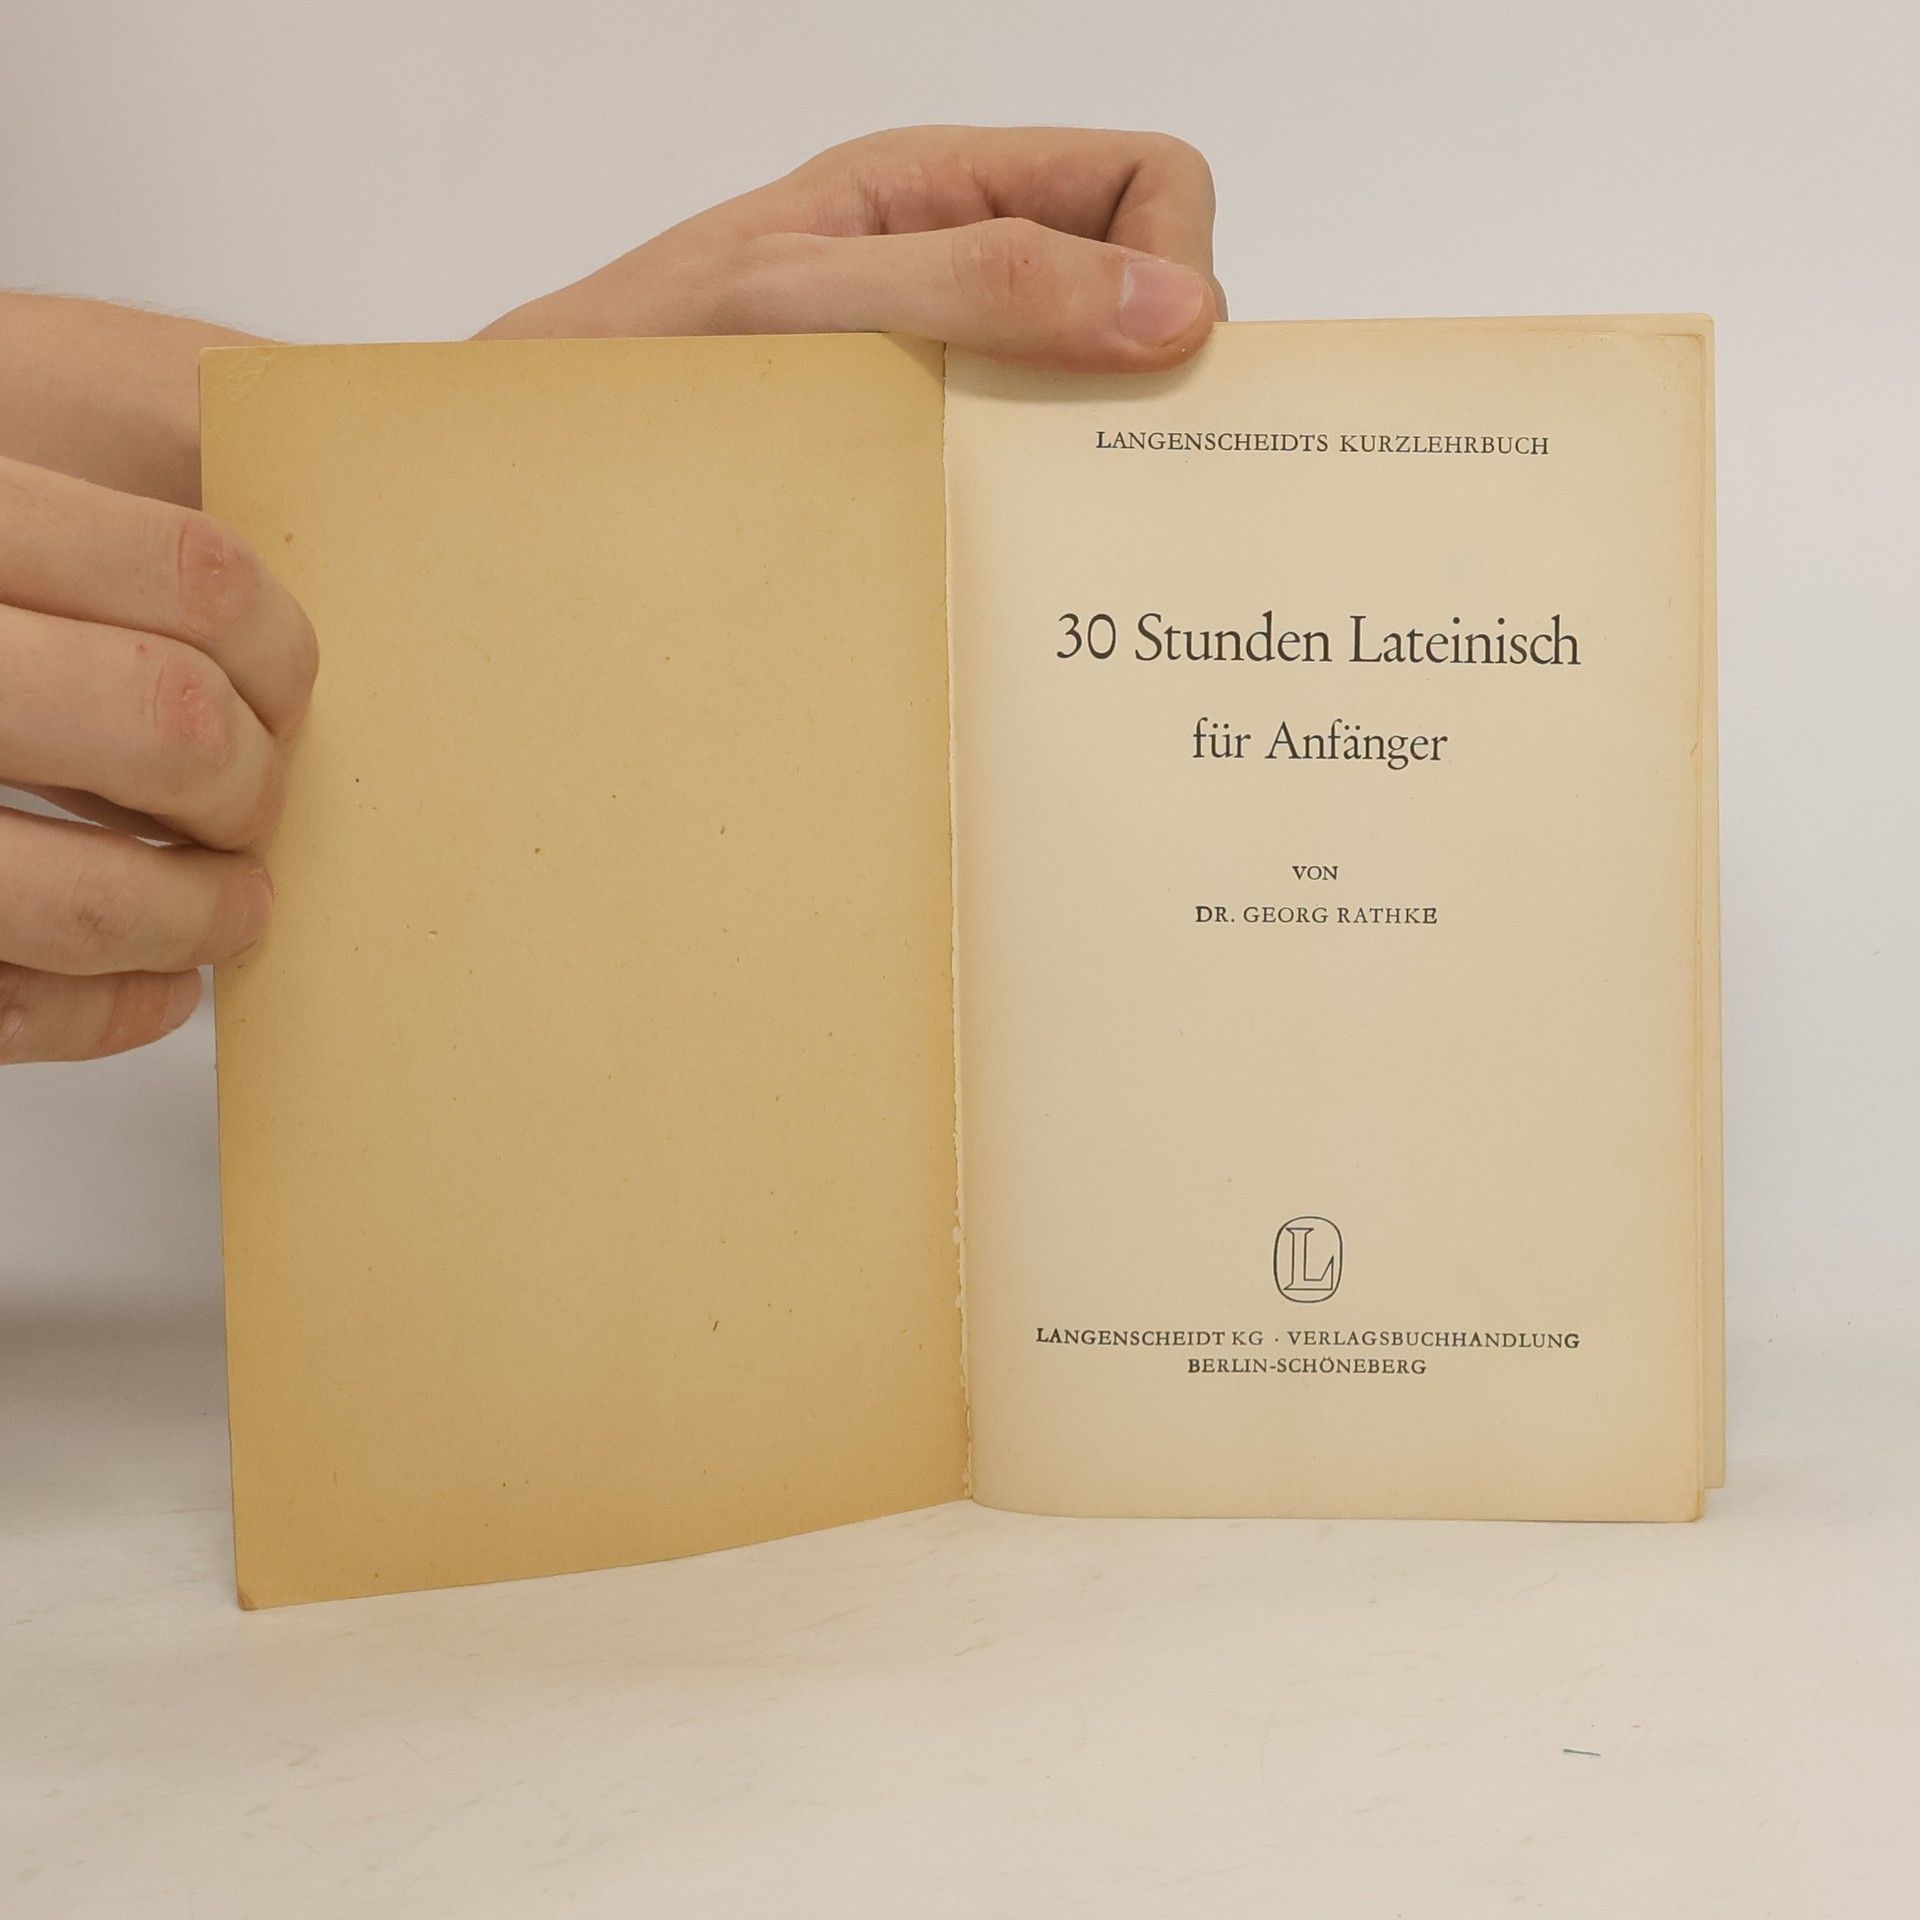 LANGENSCHEIDTS KURZLEHRBUCH
30 Stunden Lateinisch
für Anfänger
VON
DR. GEORG RATHKE
L
LANGENSCHEIDT KG · VERLAGSBUCHHANDLUNG
BERLIN-SCHÖNEBERG